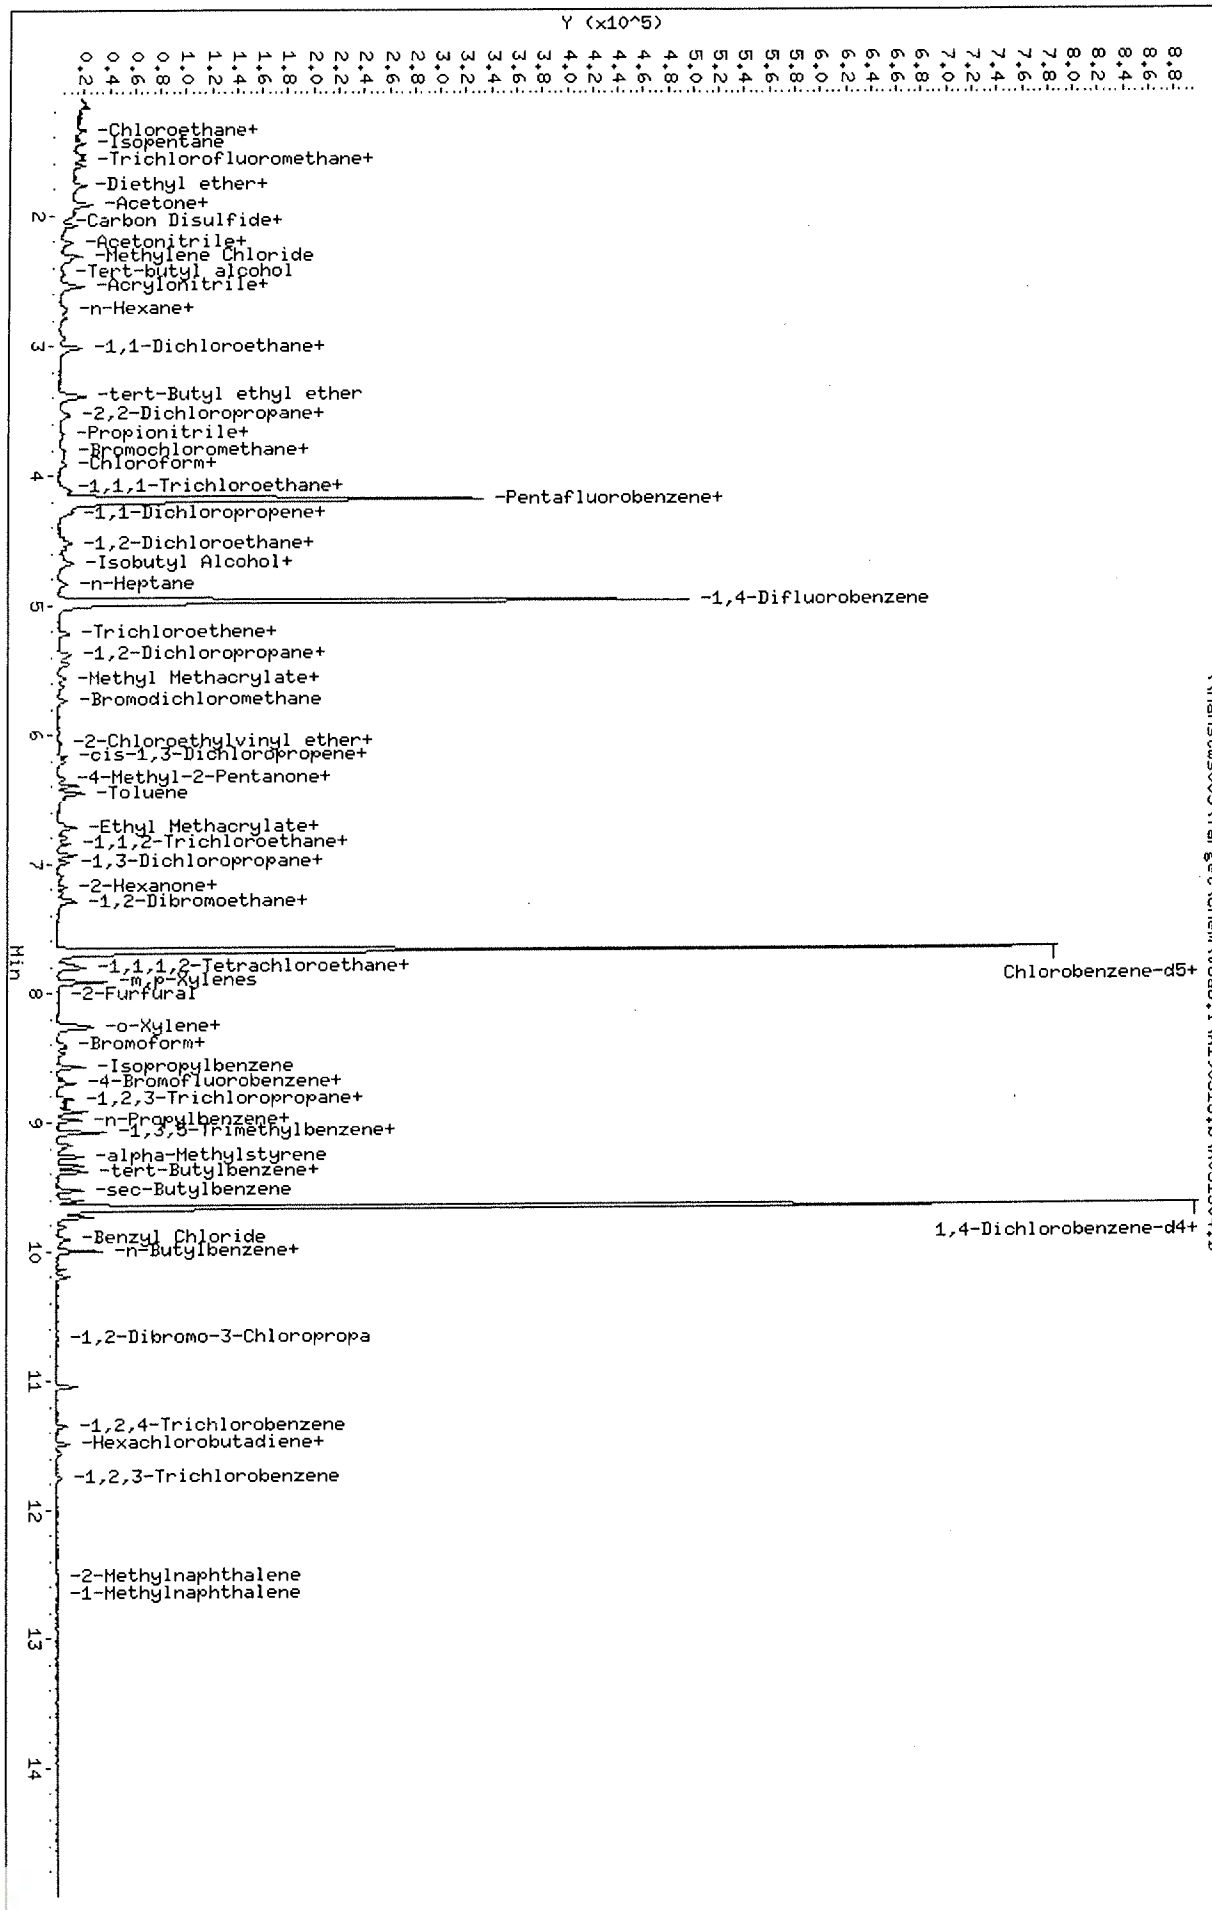 Y (x10^5)
0.2
0.4
0.6
0.8
1.0
1.2
1.4
1.6
1.8
2.0
2.2
2.4
2.6
2.8
3.0
3.2
3.4
3.6
3.8
4.0
4.2
4.4
4.6
4.8
5.0
5.2
5.4
5.6
5.8
6.0
6.2
6.4
6.6
6.8
7.0
7.2
7.4
7.6
7.8
8.0
8.2
8.4
8.6
8.8
-Chloroethane+
-Isopentane
-Trichlorofluoromethane+
-Diethyl ether+
-Acetone+
2
-Carbon Disulfide+
-Acetonitrile+
-Methylene Chloride
-Tert-butyl alcohol
-Acrylonitrile+
-n-Hexane+
3
-1,1-Dichloroethane+
-tert-Butyl ethyl ether
-2,2-Dichloropropane+
-Propionitrile+
-Bromochloromethane+
-Chloroform+
4
-1,1,1-Trichloroethane+
-Pentafluorobenzene+
-1,1-Dichloropropene+
-1,2-Dichloroethane+
-Isobutyl Alcohol+
-n-Heptane
-1,4-Difluorobenzene
5
-Trichloroethene+
-1,2-Dichloropropane+
-Methyl Methacrylate+
-Bromodichloromethane
6
-2-Chloroethylvinyl ether+
-cis-1,3-Dichloropropene+
-4-Methyl-2-Pentanone+
-Toluene
-Ethyl Methacrylate+
-1,1,2-Trichloroethane+
-1,3-Dichloropropane+
7
-2-Hexanone+
-1,2-Dibromoethane+
Min
-1,1,1,2-Tetrachloroethane+
Chlorobenzene-d5+
-m,p-Xylenes
8
-2-Furfural
-o-Xylene+
-Bromoform+
-Isopropylbenzene
-4-Bromofluorobenzene+
-1,2,3-Trichloropropane+
-n-Propylbenzene+
9
-1,3,5-Trimethylbenzene+
-alpha-Methylstyrene
-tert-Butylbenzene+
-sec-Butylbenzene
1,4-Dichlorobenzene-d4+
-Benzyl Chloride
-n-Butylbenzene+
10
-1,2-Dibromo-3-Chloropropa
11
-1,2,4-Trichlorobenzene
-Hexachlorobutadiene+
-1,2,3-Trichlorobenzene
12
-2-Methylnaphthalene
-1-Methylnaphthalene
13
14